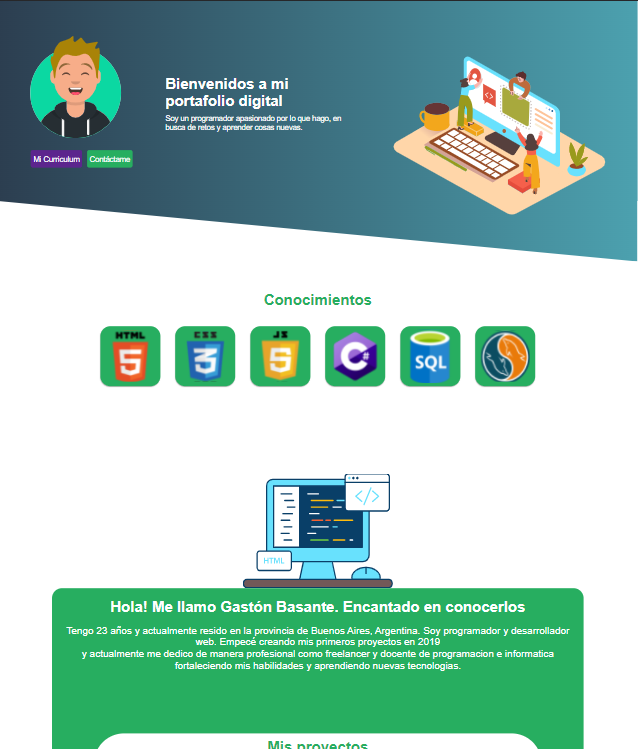 Bienvenidos a mi
portafolio digital
Soy un programador apasionado por lo que hago, en
busca de retos y aprender cosas nuevas.
Mi Curriculum
Contáctame
Conocimientos
HTML
5
CSS
3
JS
5
C#
SQL
</>
HTML
Hola! Me llamo Gastón Basante. Encantado en conocerlos
Tengo 23 años y actualmente resido en la provincia de Buenos Aires, Argentina. Soy programador y desarrollador
web. Empecé creando mis primeros proyectos en 2019
y actualmente me dedico de manera profesional como freelancer y docente de programacion e informatica
fortaleciendo mis habilidades y aprendiendo nuevas tecnologias.
Mis proyectos